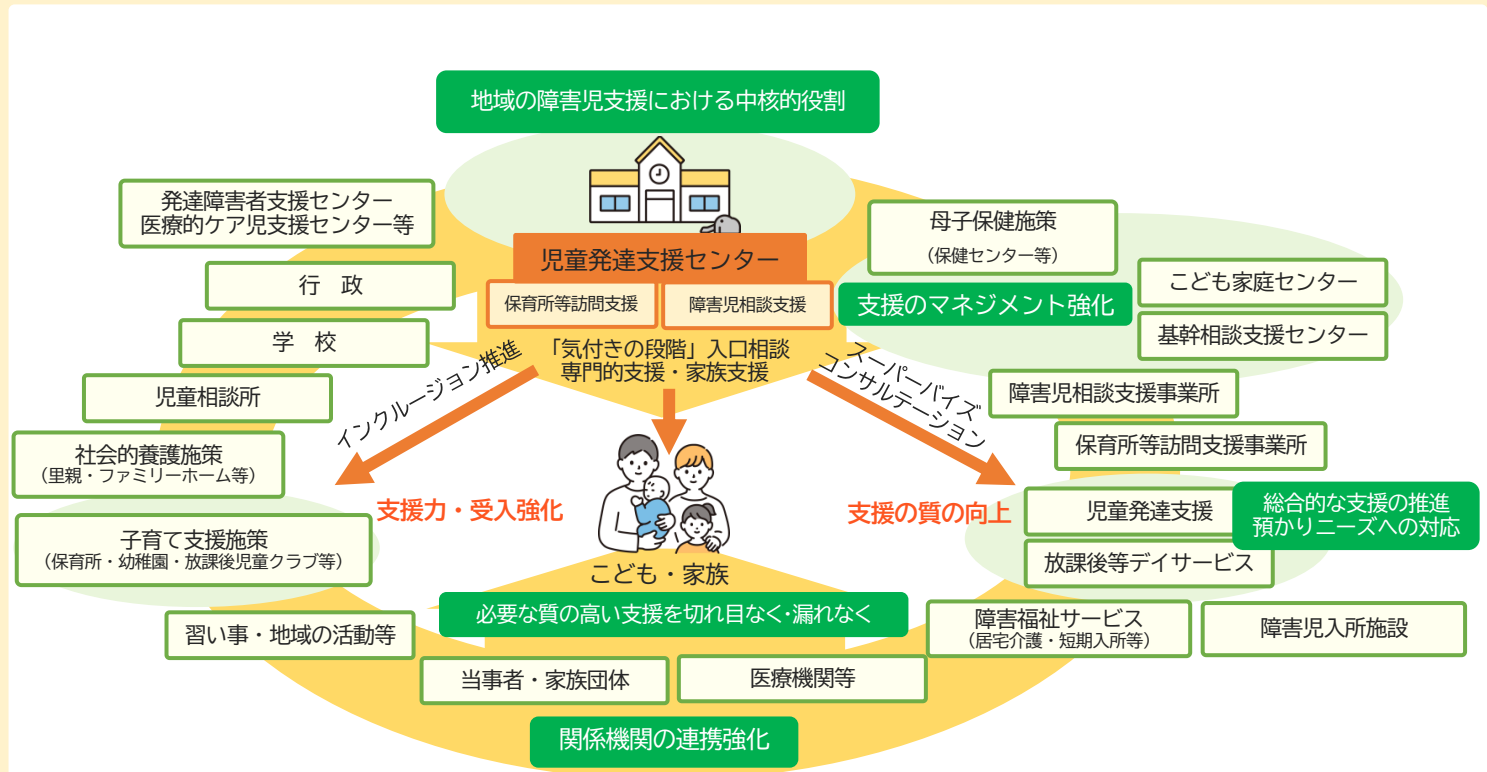 地域の障害児支援における中核的役割
発達障害者支援センター
医療的ケア児支援センター等
行　政
学　校
児童相談所
社会的養護施策
（里親・ファミリーホーム等）
子育て支援施策
（保育所・幼稚園・放課後児童クラブ等）
習い事・地域の活動等
児童発達支援センター
保育所等訪問支援
障害児相談支援
「気付きの段階」入口相談
専門的支援・家族支援
インクルージョン推進
スーパーバイズ
コンサルテーション
支援力・受入強化
支援の質の向上
こども・家族
必要な質の高い支援を切れ目なく・漏れなく
当事者・家族団体
医療機関等
関係機関の連携強化
母子保健施策
（保健センター等）
支援のマネジメント強化
こども家庭センター
基幹相談支援センター
障害児相談支援事業所
保育所等訪問支援事業所
児童発達支援
総合的な支援の推進
預かりニーズへの対応
放課後等デイサービス
障害福祉サービス
（居宅介護・短期入所等）
障害児入所施設